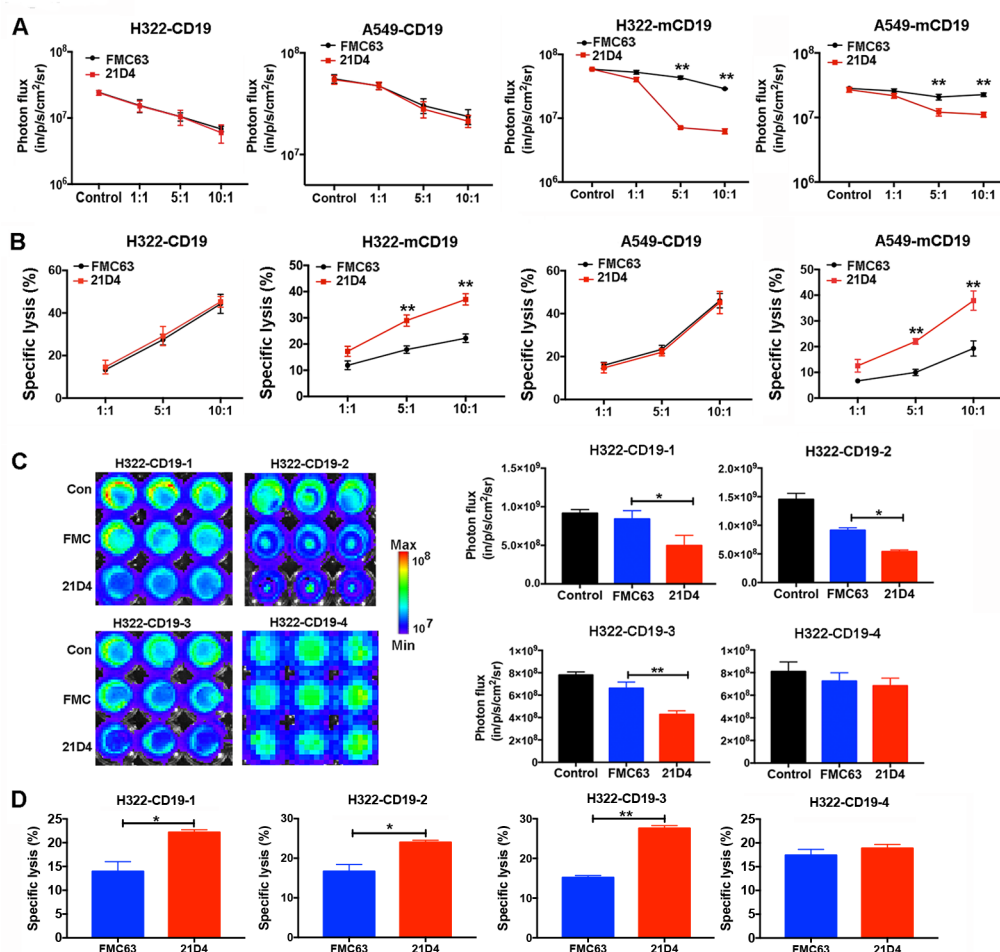 A
H322-CD19
A549-CD19
H322-mCD19
A549-mCD19
Photon flux
(in/p/s/cm²/sr)
10⁸
10⁷
10⁶
FMC63
21D4
Control 1:1 5:1 10:1
Photon flux
(in/p/s/cm²/sr)
10⁸
10⁷
FMC63
21D4
Control 1:1 5:1 10:1
Photon flux
(in/p/s/cm²/sr)
10⁸
10⁷
10⁶
FMC63
21D4
** **
Control 1:1 5:1 10:1
Photon flux
(in/p/s/cm²/sr)
10⁸
10⁷
10⁶
FMC63
21D4
** **
Control 1:1 5:1 10:1
B
H322-CD19
H322-mCD19
A549-CD19
A549-mCD19
Specific lysis (%)
60
40
20
0
FMC63
21D4
1:1 5:1 10:1
Specific lysis (%)
50
40
30
20
10
0
FMC63
21D4
** **
1:1 5:1 10:1
Specific lysis (%)
60
40
20
0
FMC63
21D4
1:1 5:1 10:1
Specific lysis (%)
50
40
30
20
10
0
FMC63
21D4
** **
1:1 5:1 10:1
C
H322-CD19-1
H322-CD19-2
Con
FMC
21D4
H322-CD19-3
H322-CD19-4
Con
FMC
21D4
Max
10⁸
10⁷
Min
H322-CD19-1
Photon flux
(in/p/s/cm²/sr)
1.5×10⁹
1.0×10⁹
5.0×10⁸
0.0
*
Control FMC63 21D4
H322-CD19-2
2.0×10⁹
1.5×10⁹
1.0×10⁹
5.0×10⁸
0.0
*
Control FMC63 21D4
H322-CD19-3
Photon flux
(in/p/s/cm²/sr)
1×10⁹
8×10⁸
6×10⁸
4×10⁸
2×10⁸
0
**
Control FMC63 21D4
H322-CD19-4
1×10⁹
8×10⁸
6×10⁸
4×10⁸
2×10⁸
0
Control FMC63 21D4
D
H322-CD19-1
Specific lysis (%)
25
20
15
10
5
0
*
FMC63 21D4
H322-CD19-2
Specific lysis (%)
30
20
10
0
*
FMC63 21D4
H322-CD19-3
Specific lysis (%)
30
20
10
0
**
FMC63 21D4
H322-CD19-4
Specific lysis (%)
25
20
15
10
5
0
FMC63 21D4